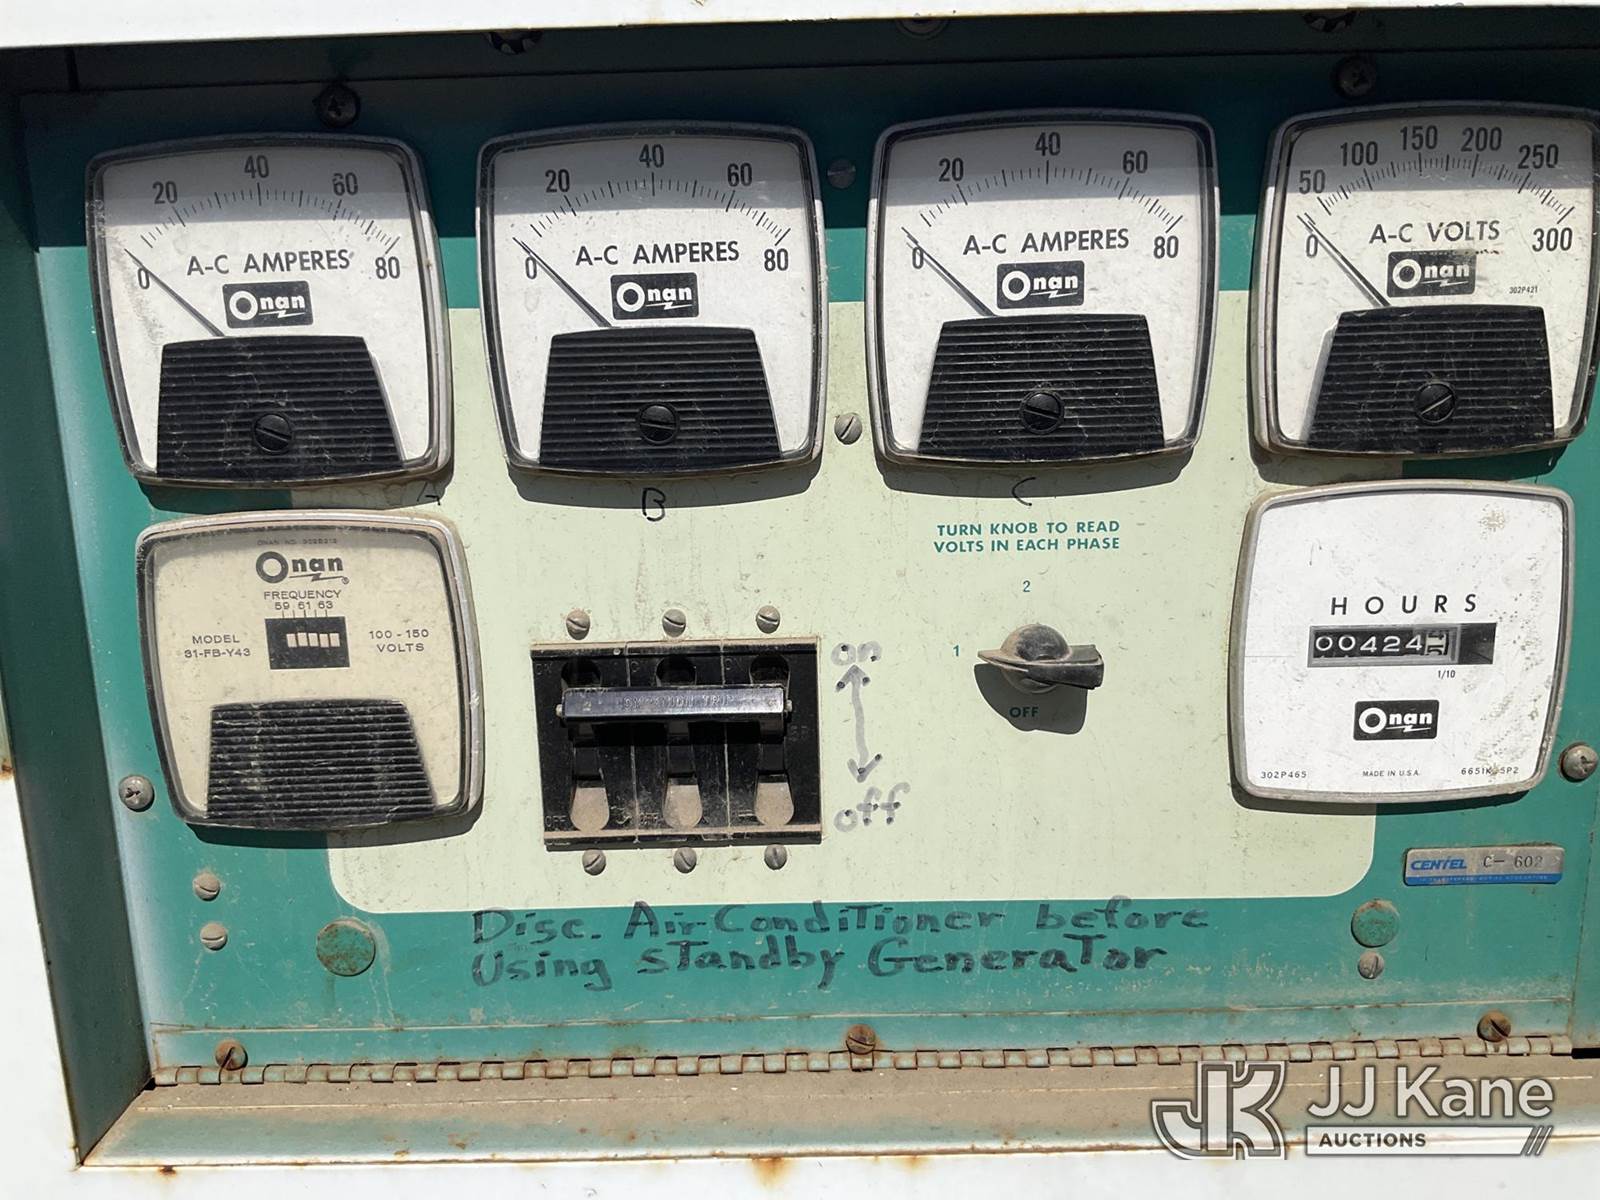 20 40 60
0 80
A-C AMPERES
Onan
20 40 60
0 80
A-C AMPERES
Onan
20 40 60
0 80
A-C AMPERES
Onan
50 100 150 200 250
0 300
A-C VOLTS
Onan
302P421
A
B
C
Onan®
FREQUENCY
59 61 63
MODEL
31-FB-Y43
100-150
VOLTS
on
off
OFF
TURN KNOB TO READ
VOLTS IN EACH PHASE
2
1
OFF
HOURS
00424
1/10
Onan
302P465 MADE IN U.S.A.
CENTEL C-602
Disc. Air-Conditioner before
Using standby Generator
JJ Kane
AUCTIONS